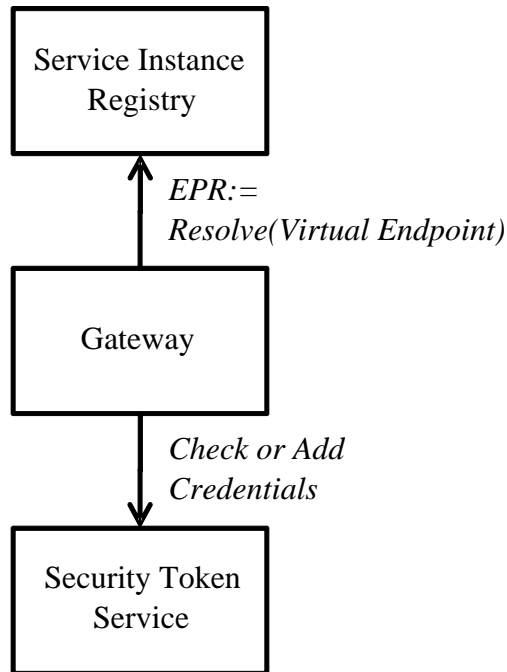 Service Instance
Registry
EPR:=
Resolve(Virtual Endpoint)
Gateway
Check or Add
Credentials
Security Token
Service